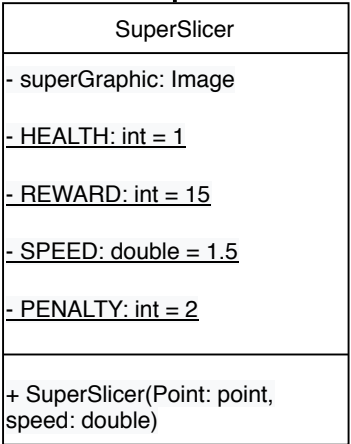 SuperSlicer
- superGraphic: Image
- HEALTH: int = 1
- REWARD: int = 15
- SPEED: double = 1.5
- PENALTY: int = 2
+ SuperSlicer(Point: point,
speed: double)